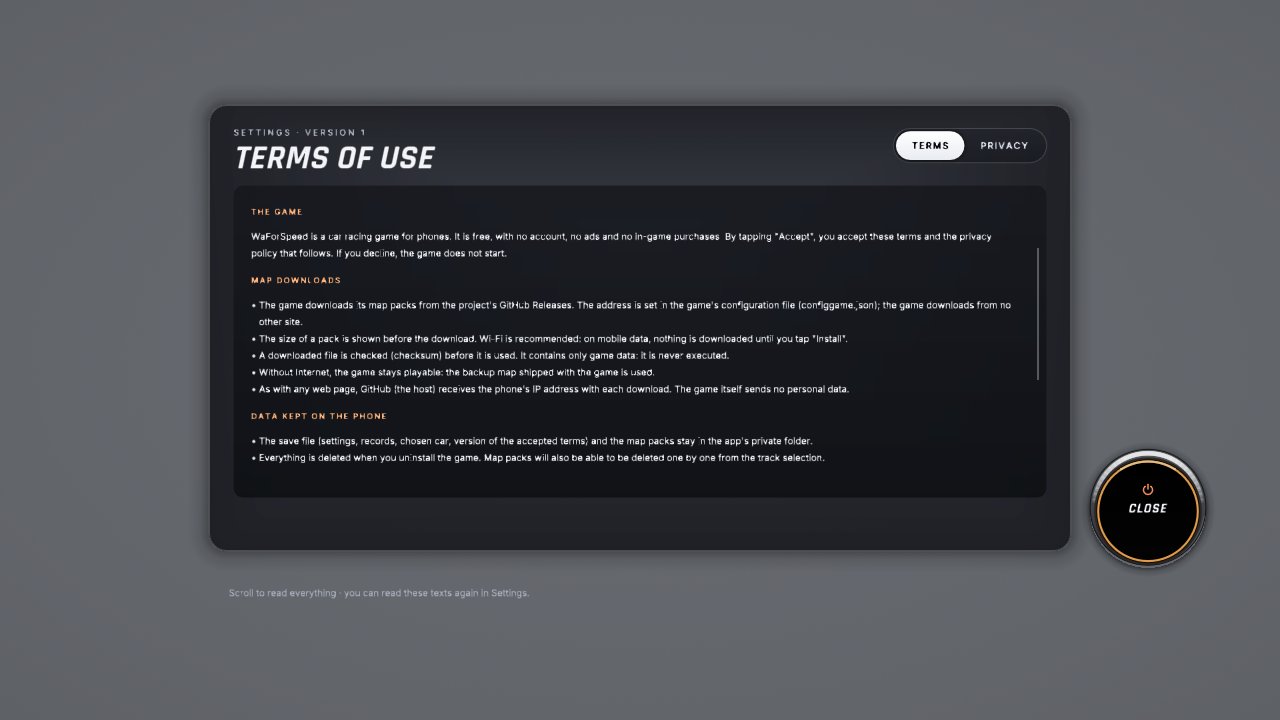 SETTINGS · VERSION 1
TERMS OF USE
TERMS
PRIVACY
THE GAME
WaForSpeed is a car racing game for phones. It is free, with no account, no ads and no in-game purchases. By tapping "Accept", you accept these terms and the privacy
policy that follows. If you decline, the game does not start.
MAP DOWNLOADS
• The game downloads its map packs from the project's GitHub Releases. The address is set in the game's configuration file (configgame.json); the game downloads from no
other site.
• The size of a pack is shown before the download. Wi-Fi is recommended: on mobile data, nothing is downloaded until you tap "Install".
• A downloaded file is checked (checksum) before it is used. It contains only game data: it is never executed.
• Without Internet, the game stays playable: the backup map shipped with the game is used.
• As with any web page, GitHub (the host) receives the phone's IP address with each download. The game itself sends no personal data.
DATA KEPT ON THE PHONE
• The save file (settings, records, chosen car, version of the accepted terms) and the map packs stay in the app's private folder.
• Everything is deleted when you uninstall the game. Map packs will also be able to be deleted one by one from the track selection.
CLOSE
Scroll to read everything · you can read these texts again in Settings.